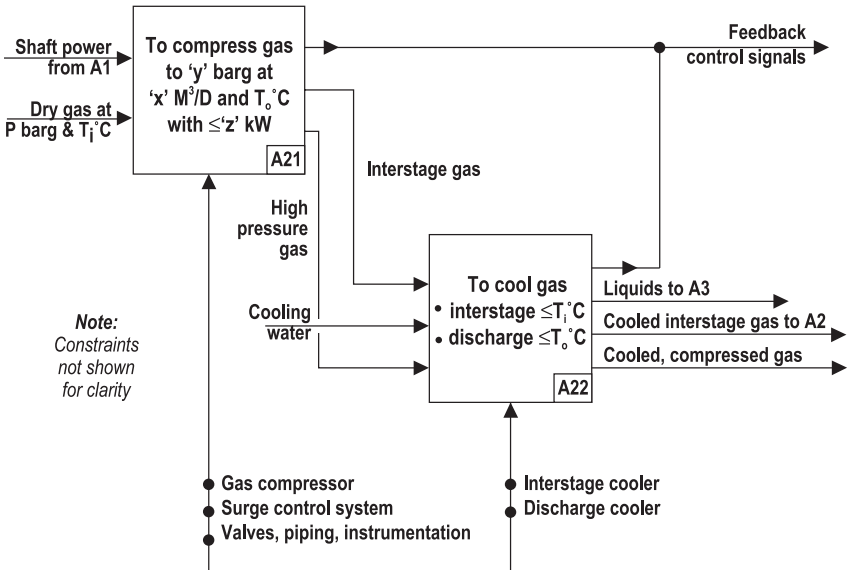 Shaft power
from A1
Dry gas at
P barg & Tᵢ˚C
To compress gas
to ‘y’ barg at
‘x’ M³/D and Tₒ˚C
with ≤‘z’ kW
A21
Feedback
control signals
Interstage gas
High
pressure
gas
Cooling
water
To cool gas
• interstage ≤Tᵢ˚C
• discharge ≤Tₒ˚C
A22
Liquids to A3
Cooled interstage gas to A2
Cooled, compressed gas
Note:
Constraints
not shown
for clarity
Gas compressor
Surge control system
Valves, piping, instrumentation
Interstage cooler
Discharge cooler